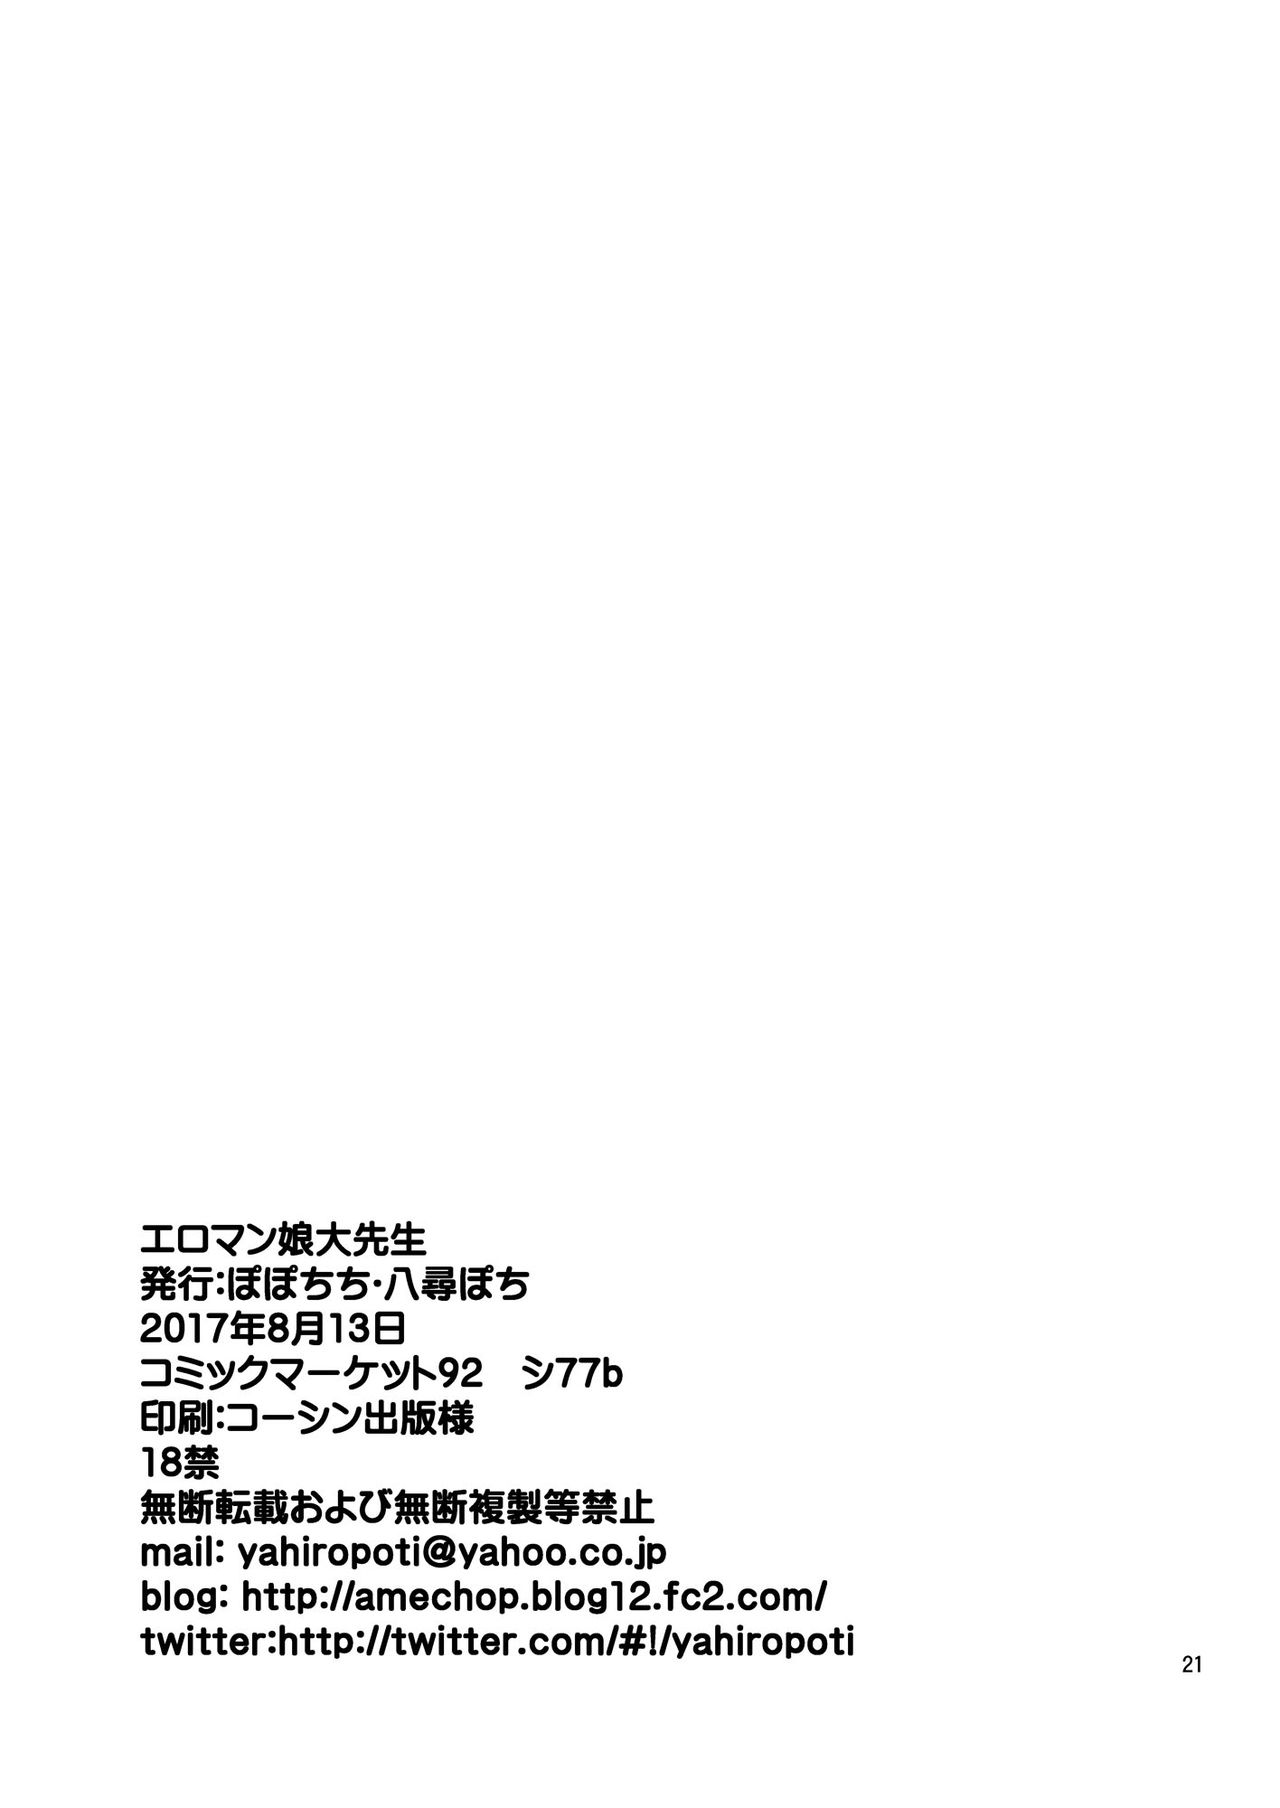 エロマン娘大先生
発行:ぽぽちち・八尋ぽち
2017年8月13日
コミックマーケット92　シ77b
印刷:コーシン出版様
18禁
無断転載および無断複製等禁止
mail: yahiropoti@yahoo.co.jp
blog: http://amechop.blog12.fc2.com/
twitter:http://twitter.com/#!/yahiropoti
21